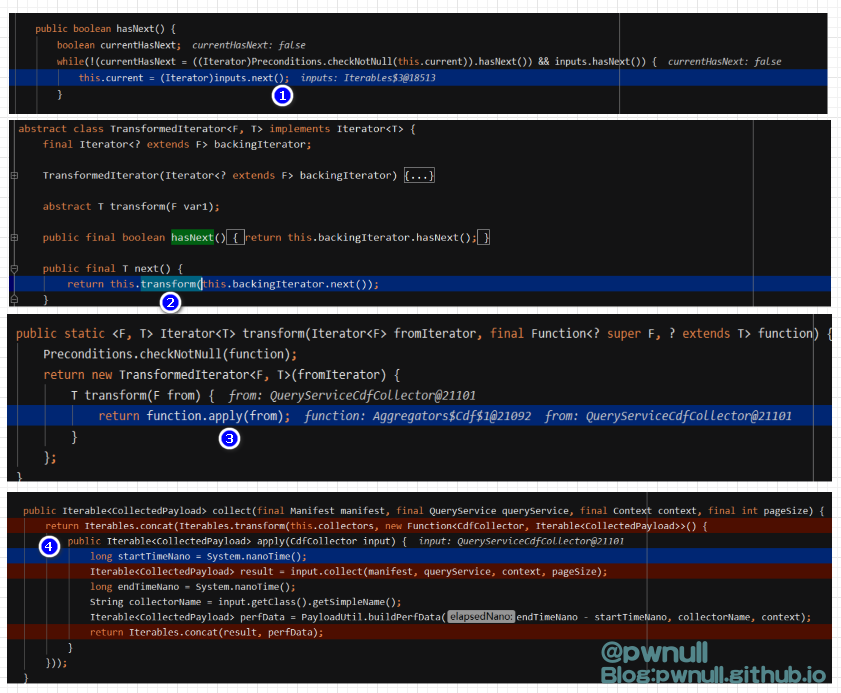 public boolean hasNext() {
boolean currentHasNext; currentHasNext: false
while(!(currentHasNext = ((Iterator)Preconditions.checkNotNull(this.current)).hasNext()) && inputs.hasNext()) { currentHasNext: false
this.current = (Iterator)inputs.next(); inputs: Iterables$3@18513
}
1
abstract class TransformedIterator<F, T> implements Iterator<T> {
final Iterator<? extends F> backingIterator;
TransformedIterator(Iterator<? extends F> backingIterator) {...}
abstract T transform(F var1);
public final boolean hasNext() { return this.backingIterator.hasNext(); }
public final T next() {
return this.transform(this.backingIterator.next());
}
2
public static <F, T> Iterator<T> transform(Iterator<F> fromIterator, final Function<? super F, ? extends T> function) {
Preconditions.checkNotNull(function);
return new TransformedIterator<F, T>(fromIterator) {
T transform(F from) { from: QueryServiceCdfCollector@21101
return function.apply(from); function: Aggregators$Cdf$1@21092 from: QueryServiceCdfCollector@21101
}
3
};
}
public Iterable<CollectedPayload> collect(final Manifest manifest, final QueryService queryService, final Context context, final int pageSize) {
return Iterables.concat(Iterables.transform(this.collectors, new Function<CdfCollector, Iterable<CollectedPayload>>() {
4 public Iterable<CollectedPayload> apply(CdfCollector input) { input: QueryServiceCdfCollector@21101
long startTimeNano = System.nanoTime();
Iterable<CollectedPayload> result = input.collect(manifest, queryService, context, pageSize);
long endTimeNano = System.nanoTime();
String collectorName = input.getClass().getSimpleName();
Iterable<CollectedPayload> perfData = PayloadUtil.buildPerfData( elapsedNano: endTimeNano - startTimeNano, collectorName, context);
return Iterables.concat(result, perfData);
}
}));
}
@pwnull
Blog:pwnull.github.io